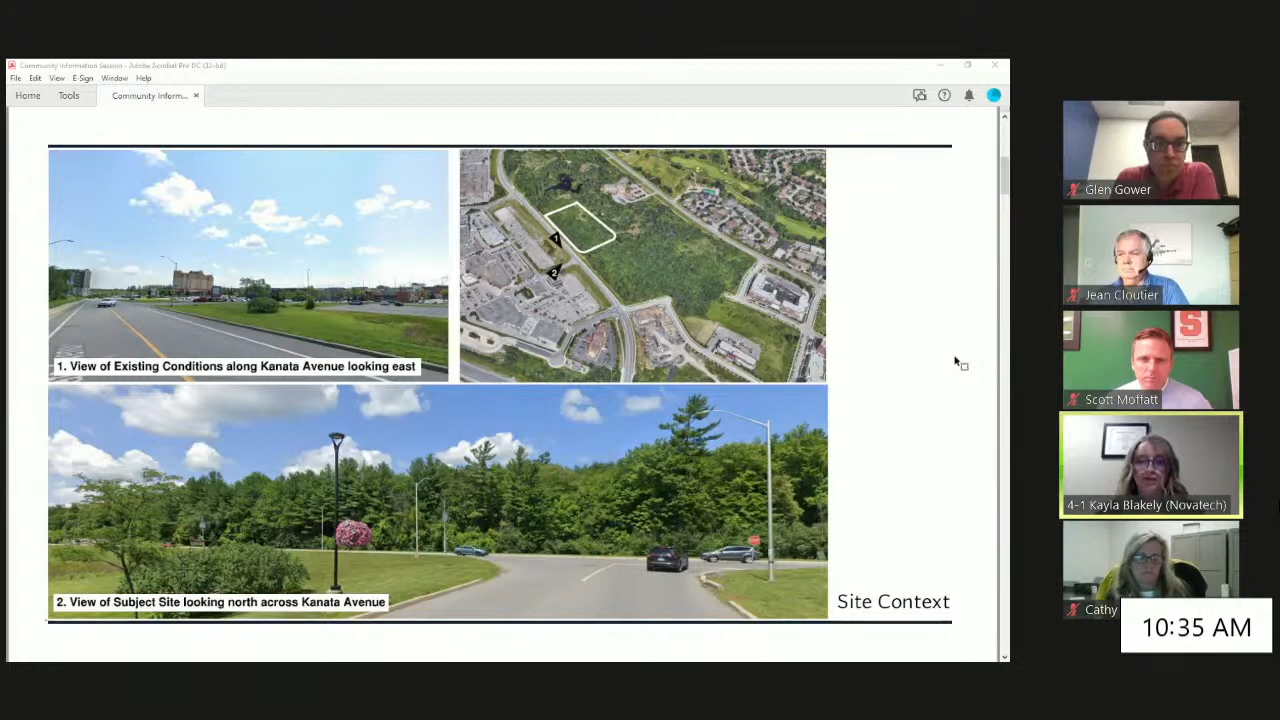 Community Information Session - Adobe Acrobat Pro DC (32-bit)
File Edit View E-Sign Window Help
Home Tools Community Inform... ×
1
2
1. View of Existing Conditions along Kanata Avenue looking east
2. View of Subject Site looking north across Kanata Avenue
Site Context
Glen Gower
Jean Cloutier
S
Scott Moffatt
4-1 Kayla Blakely (Novatech)
Cathy
10:35 AM